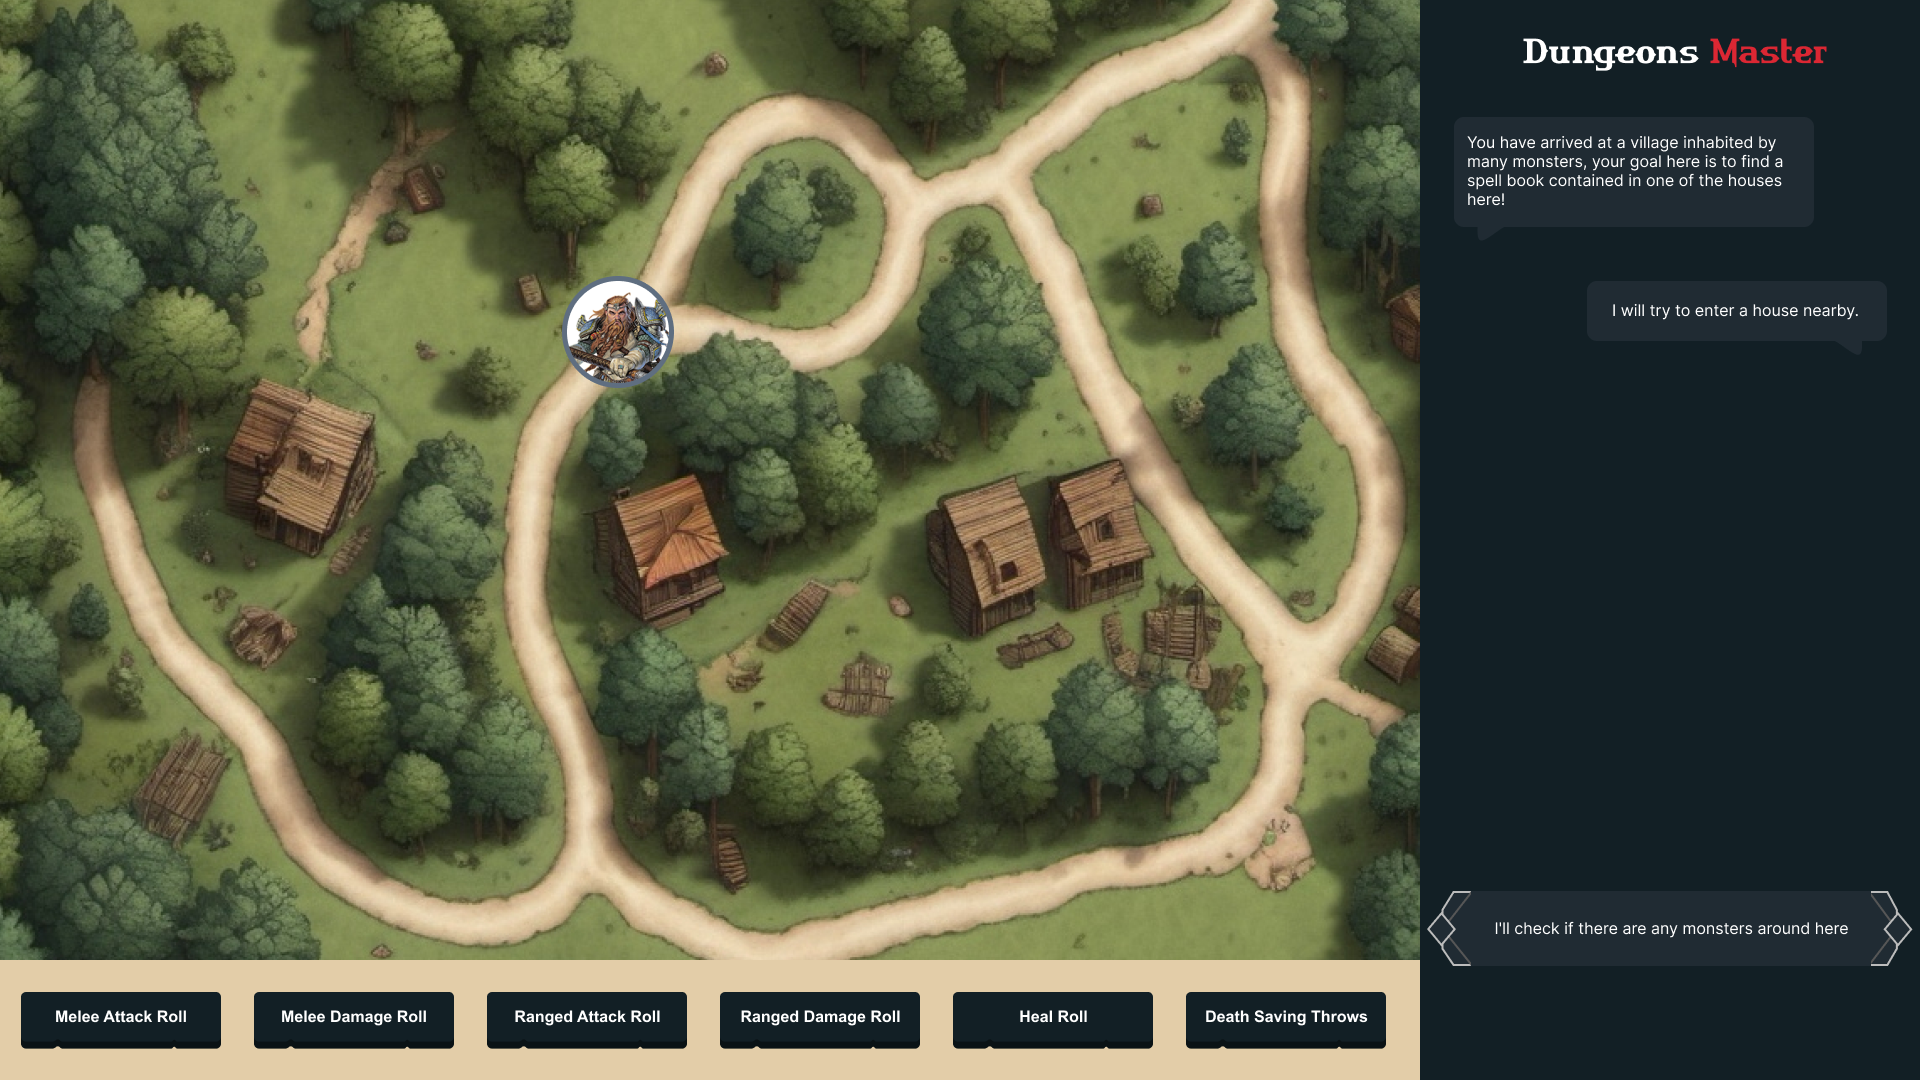 Dungeons Master
You have arrived at a village inhabited by
many monsters, your goal here is to find a
spell book contained in one of the houses
here!
I will try to enter a house nearby.
I'll check if there are any monsters around here
Melee Attack Roll
Melee Damage Roll
Ranged Attack Roll
Ranged Damage Roll
Heal Roll
Death Saving Throws